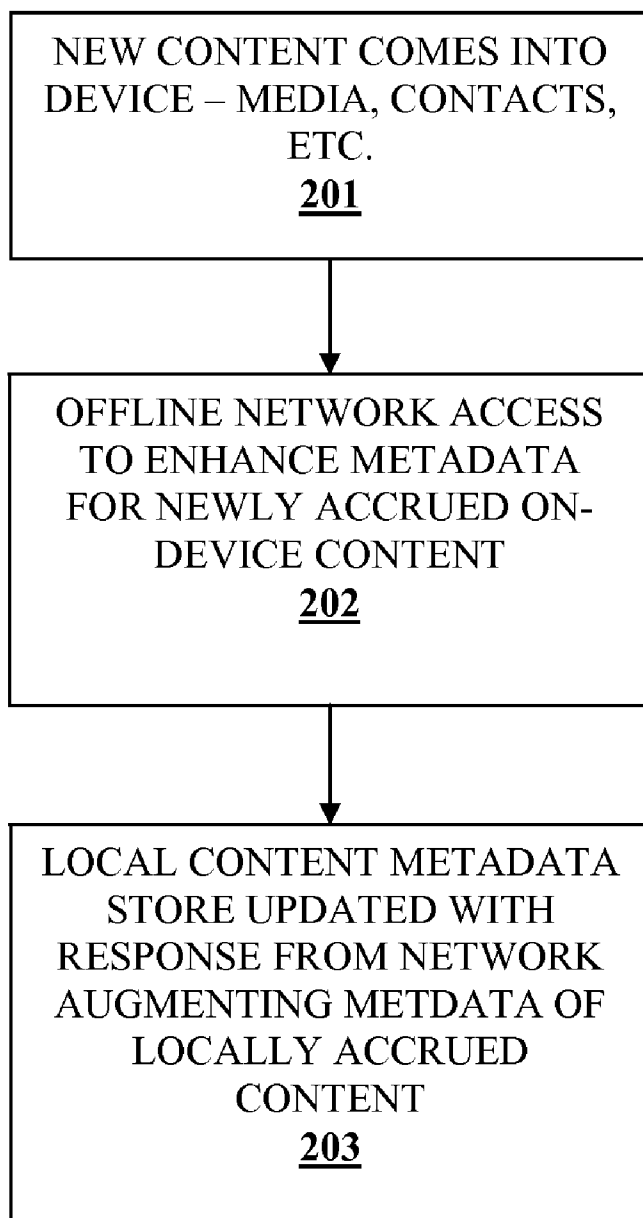 NEW CONTENT COMES INTO
DEVICE – MEDIA, CONTACTS,
ETC.
201
OFFLINE NETWORK ACCESS
TO ENHANCE METADATA
FOR NEWLY ACCRUED ON-
DEVICE CONTENT
202
LOCAL CONTENT METADATA
STORE UPDATED WITH
RESPONSE FROM NETWORK
AUGMENTING METDATA OF
LOCALLY ACCRUED
CONTENT
203